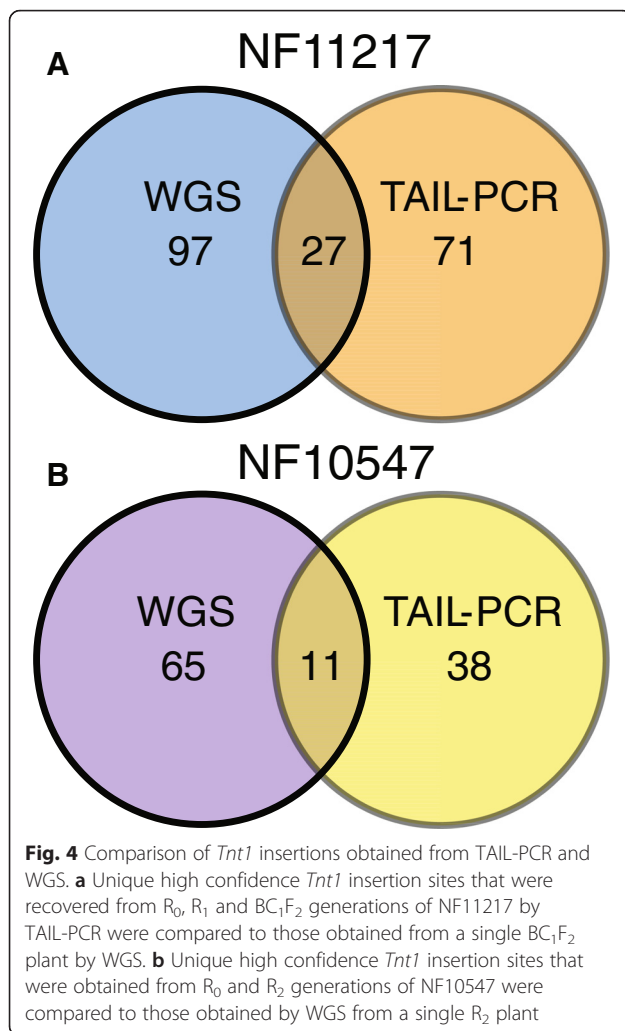 A
NF11217
WGS
97
27
TAIL-PCR
71
B
NF10547
WGS
65
11
TAIL-PCR
38
Fig. 4 Comparison of Tnt1 insertions obtained from TAIL-PCR and
WGS. a Unique high confidence Tnt1 insertion sites that were
recovered from R₀, R₁ and BC₁F₂ generations of NF11217 by
TAIL-PCR were compared to those obtained from a single BC₁F₂
plant by WGS. b Unique high confidence Tnt1 insertion sites that
were obtained from R₀ and R₂ generations of NF10547 were
compared to those obtained by WGS from a single R₂ plant